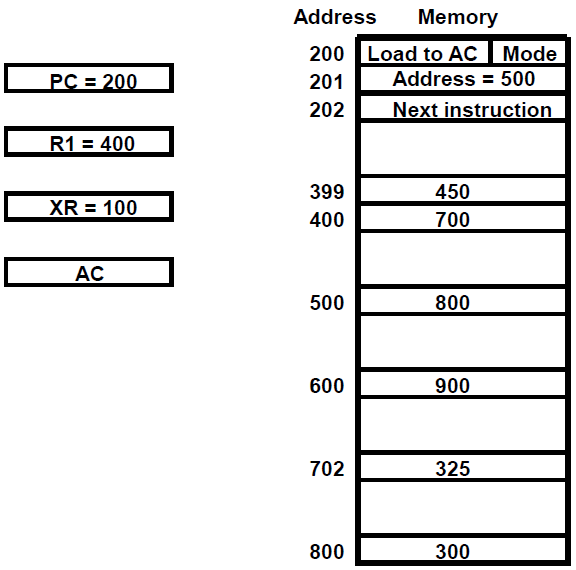 Address Memory
200 Load to AC Mode
PC = 200
201 Address = 500
202 Next instruction
R1 = 400
399 450
XR = 100
400 700
AC
500 800
600 900
702 325
800 300